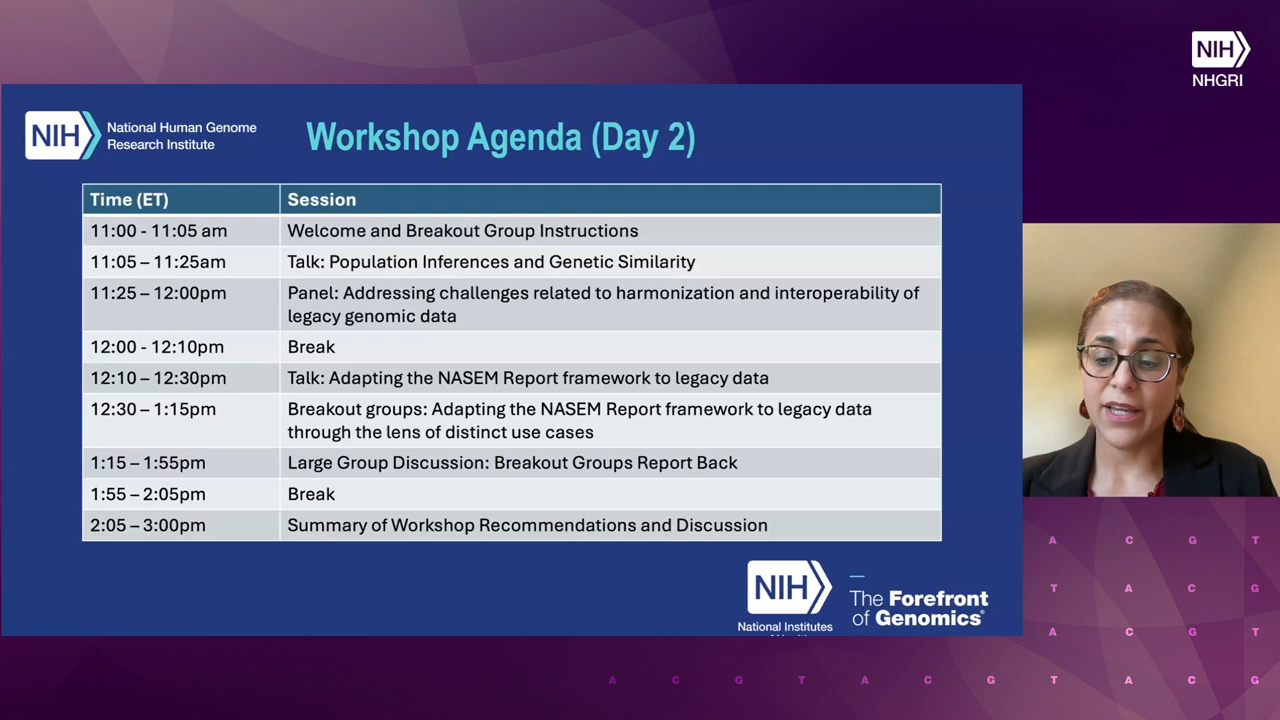 NIH
NHGRI
NIH
National Human Genome
Research Institute
Workshop Agenda (Day 2)
Time (ET) Session
11:00 - 11:05 am Welcome and Breakout Group Instructions
11:05 – 11:25am Talk: Population Inferences and Genetic Similarity
11:25 – 12:00pm Panel: Addressing challenges related to harmonization and interoperability of
legacy genomic data
12:00 - 12:10pm Break
12:10 – 12:30pm Talk: Adapting the NASEM Report framework to legacy data
12:30 – 1:15pm Breakout groups: Adapting the NASEM Report framework to legacy data
through the lens of distinct use cases
1:15 – 1:55pm Large Group Discussion: Breakout Groups Report Back
1:55 – 2:05pm Break
2:05 – 3:00pm Summary of Workshop Recommendations and Discussion
NIH
National Institutes
The Forefront
of Genomics®
A C G T
T A C G
A C G T
A C G T A C G T A C G